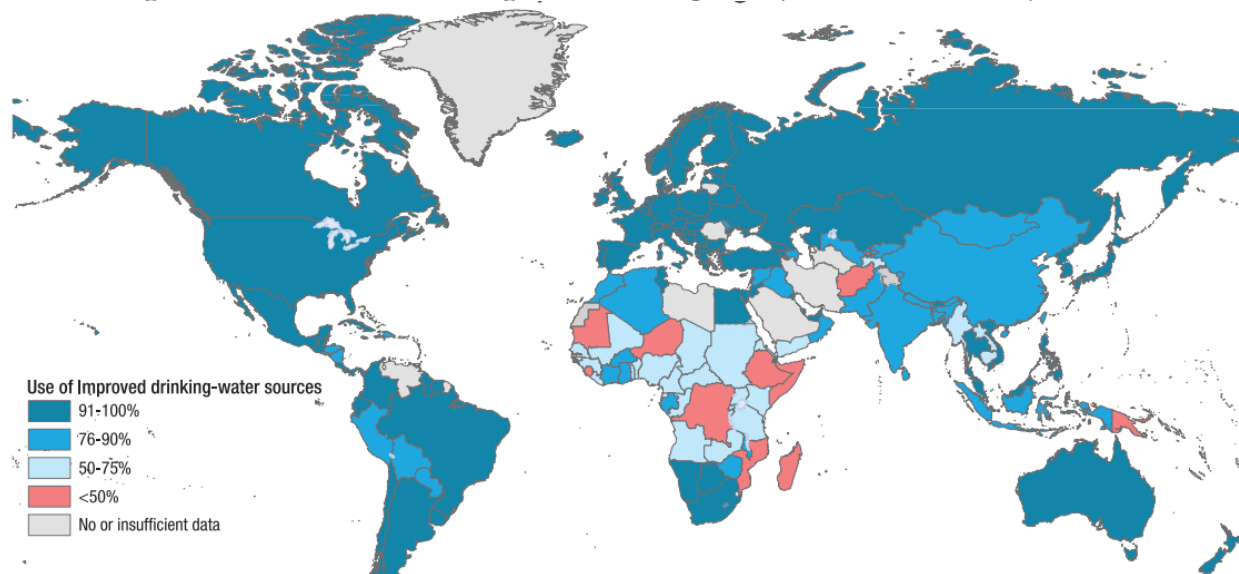 Use of Improved drinking-water sources
91-100%
76-90%
50-75%
<50%
No or insufficient data